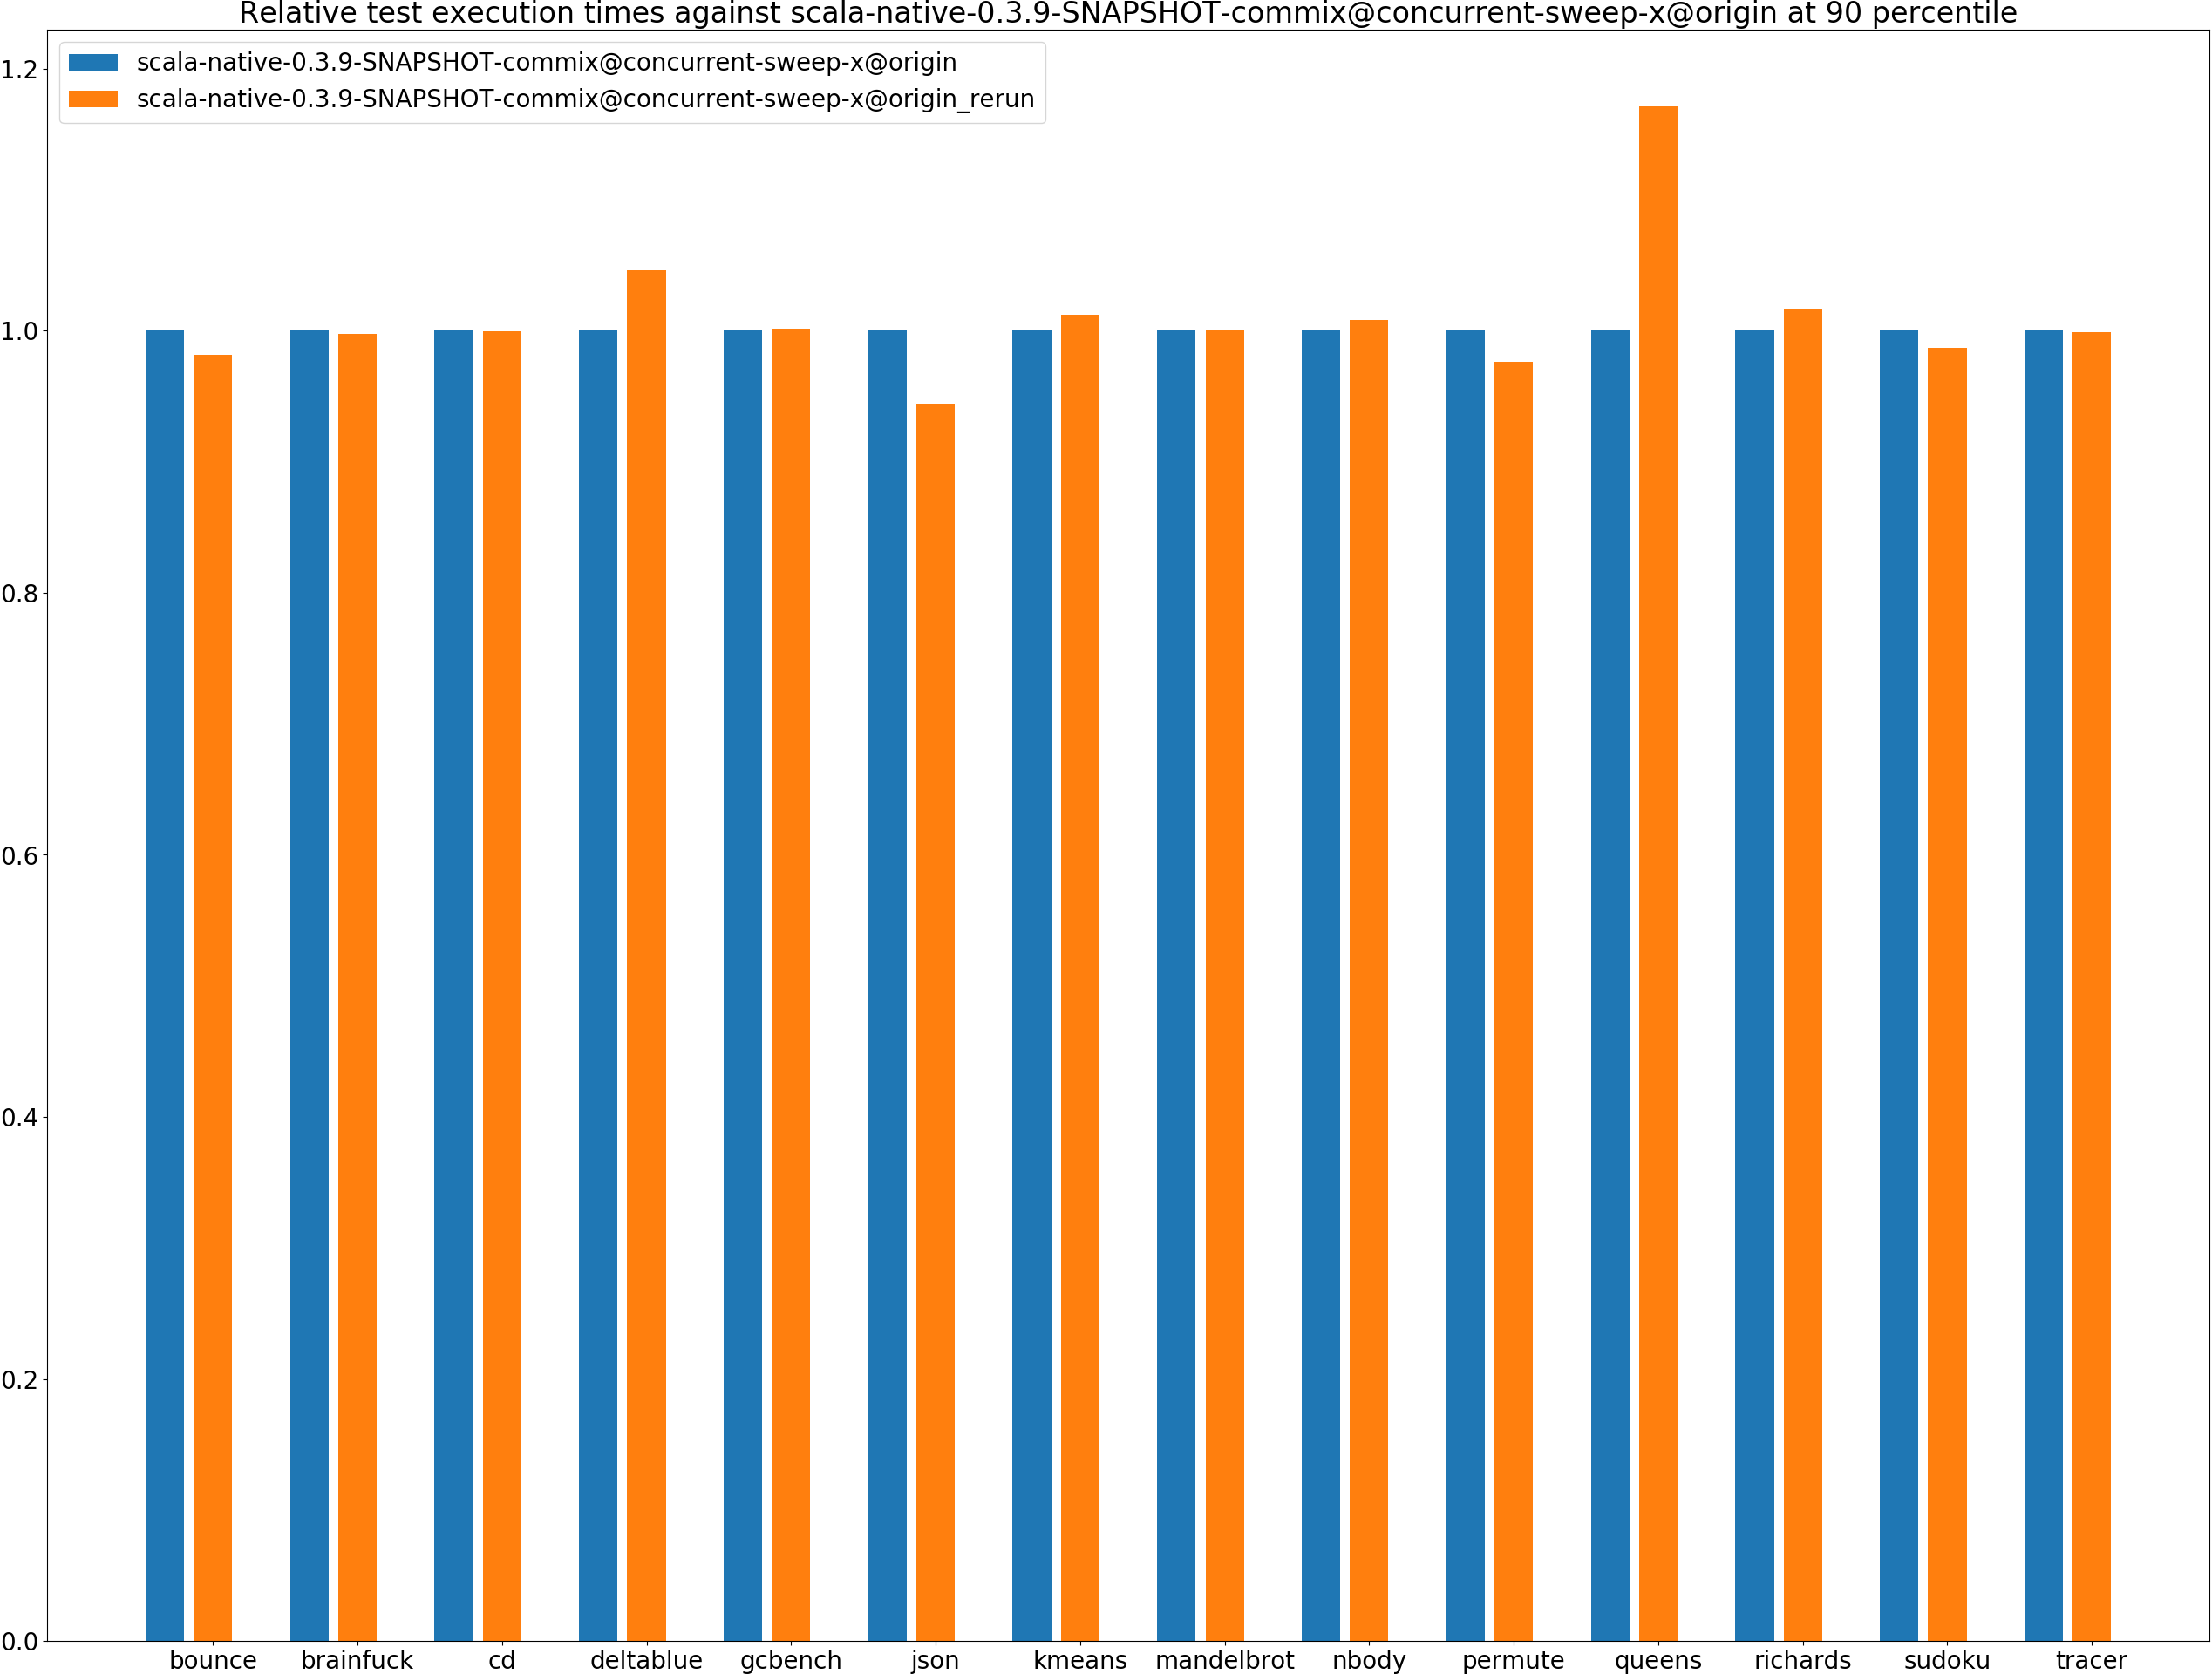 Relative test execution times against scala-native-0.3.9-SNAPSHOT-commix@concurrent-sweep-x@origin at 90 percentile
scala-native-0.3.9-SNAPSHOT-commix@concurrent-sweep-x@origin
scala-native-0.3.9-SNAPSHOT-commix@concurrent-sweep-x@origin_rerun
1.2
1.0
0.8
0.6
0.4
0.2
0.0
bounce brainfuck cd deltablue gcbench json kmeans mandelbrot nbody permute queens richards sudoku tracer